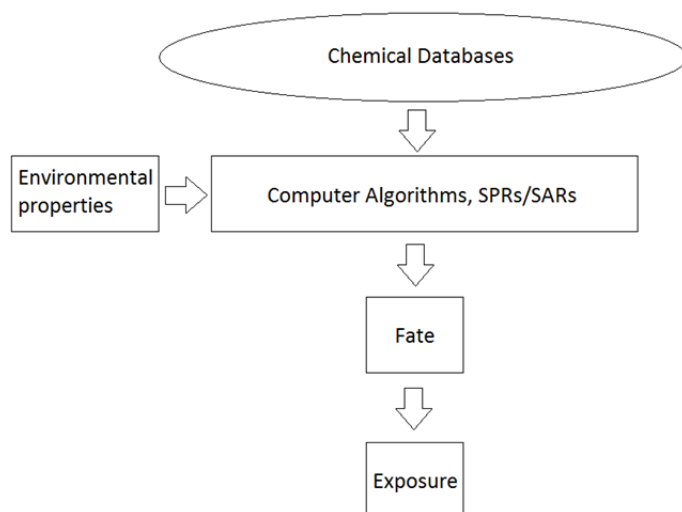 Chemical Databases
Environmental
properties
Computer Algorithms, SPRs/SARs
Fate
Exposure